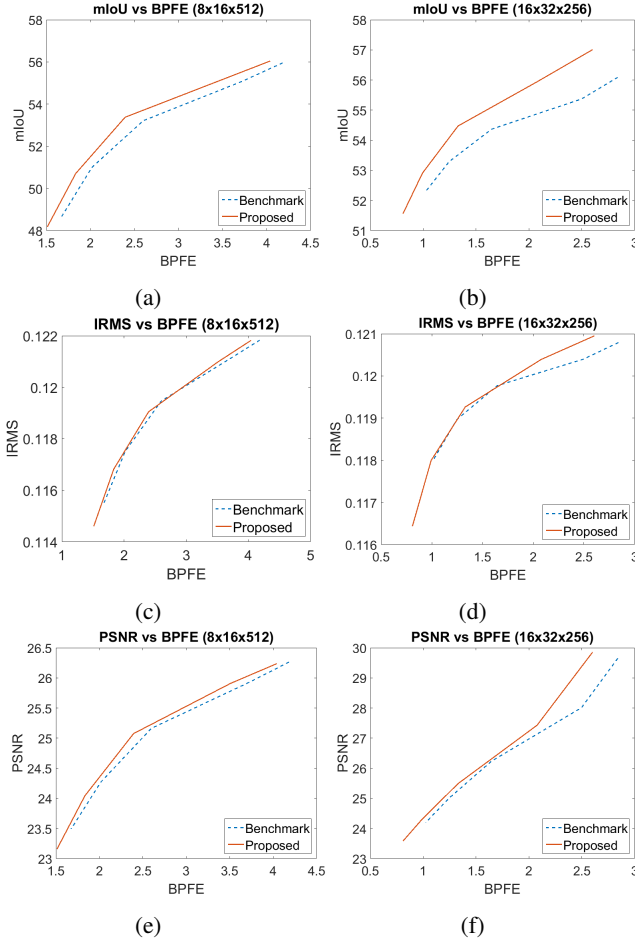 mIoU vs BPFE (8x16x512)
58
56
54
52
50
48
mIoU
1.5 2 2.5 3 3.5 4 4.5
BPFE
Benchmark
Proposed
(a)
mIoU vs BPFE (16x32x256)
58
57
56
55
54
53
52
51
mIoU
0.5 1 1.5 2 2.5 3
BPFE
Benchmark
Proposed
(b)
IRMS vs BPFE (8x16x512)
0.122
0.12
0.118
0.116
0.114
IRMS
1 2 3 4 5
BPFE
Benchmark
Proposed
(c)
IRMS vs BPFE (16x32x256)
0.121
0.12
0.119
0.118
0.117
0.116
IRMS
0.5 1 1.5 2 2.5 3
BPFE
Benchmark
Proposed
(d)
PSNR vs BPFE (8x16x512)
26.5
26
25.5
25
24.5
24
23.5
23
PSNR
1.5 2 2.5 3 3.5 4 4.5
BPFE
Benchmark
Proposed
(e)
PSNR vs BPFE (16x32x256)
30
29
28
27
26
25
24
23
PSNR
0.5 1 1.5 2 2.5 3
BPFE
Benchmark
Proposed
(f)